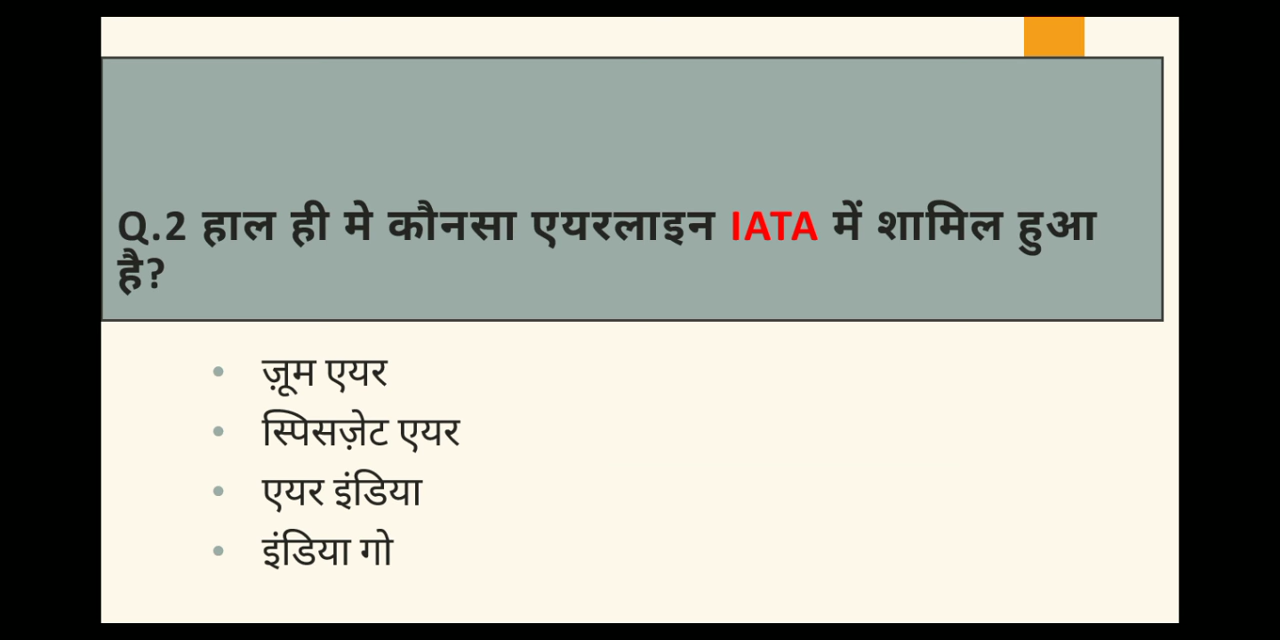 Q.2 हाल ही मे कौनसा एयरलाइन IATA में शामिल हुआ
है?
• ज़ूम एयर
• स्पिसज़ेट एयर
• एयर इंडिया
• इंडिया गो